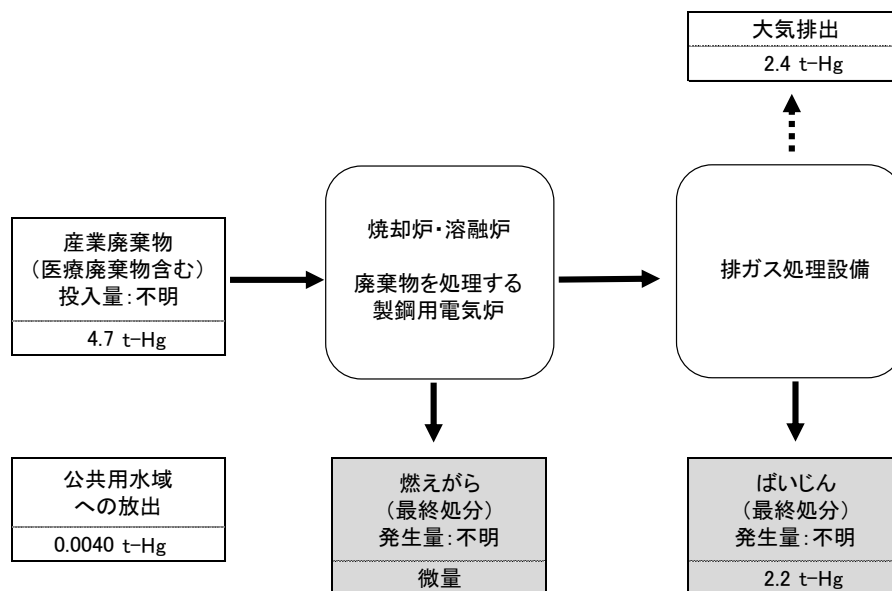 大気排出
2.4 t-Hg
産業廃棄物
（医療廃棄物含む）
投入量：不明
4.7 t-Hg
焼却炉・溶融炉
廃棄物を処理する
製鋼用電気炉
排ガス処理設備
公共用水域
への放出
0.0040 t-Hg
燃えがら
（最終処分）
発生量：不明
微量
ばいじん
（最終処分）
発生量：不明
2.2 t-Hg